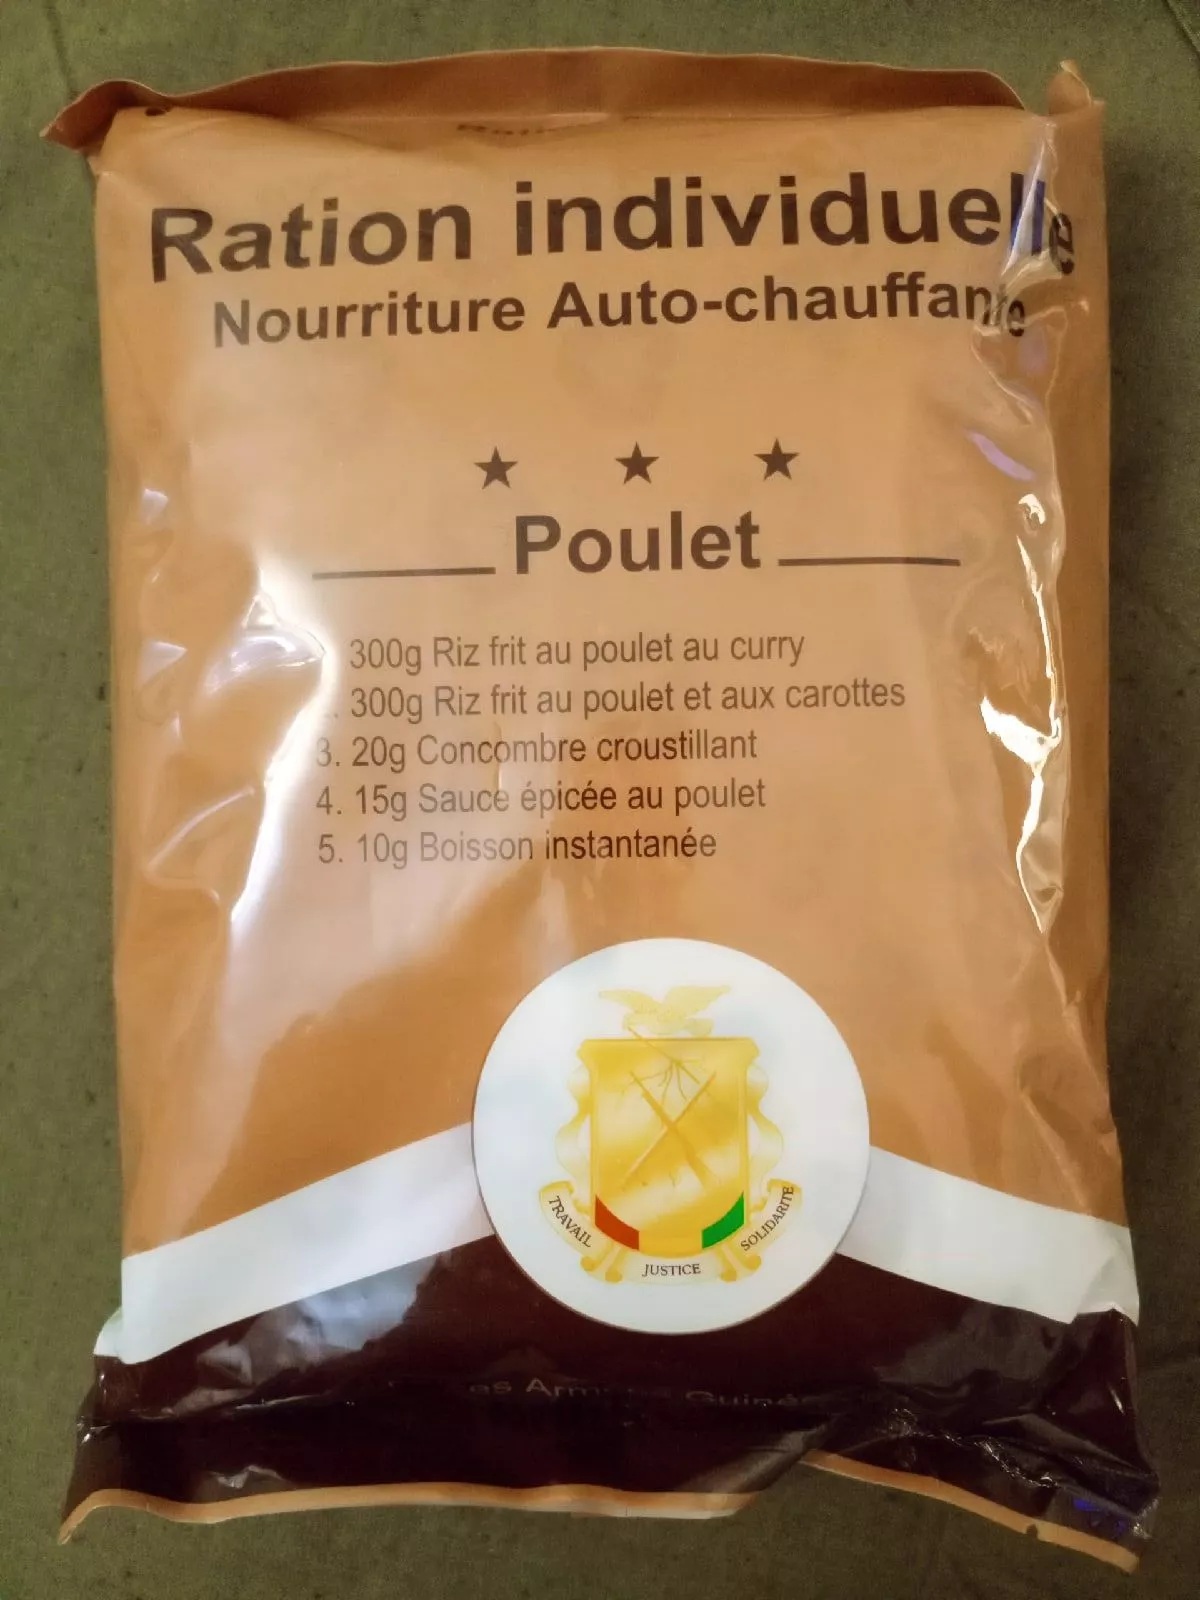 Ration individuelle
Nourriture Auto-chauffante
Poulet
300g Riz frit au poulet au curry
300g Riz frit au poulet et aux carottes
3. 20g Concombre croustillant
4. 15g Sauce épicée au poulet
5. 10g Boisson instantanée
TRAVAIL
JUSTICE
SOLIDARITE